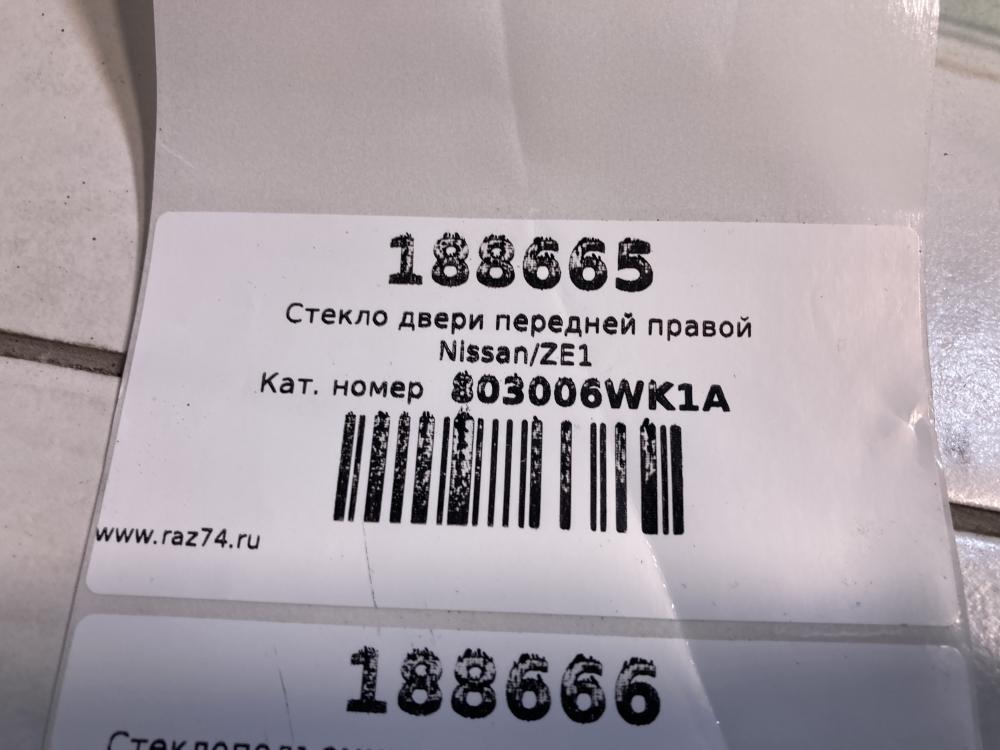 188665
Стекло двери передней правой
Nissan/ZE1
Кат. номер 803006WK1A
www.raz74.ru
188666